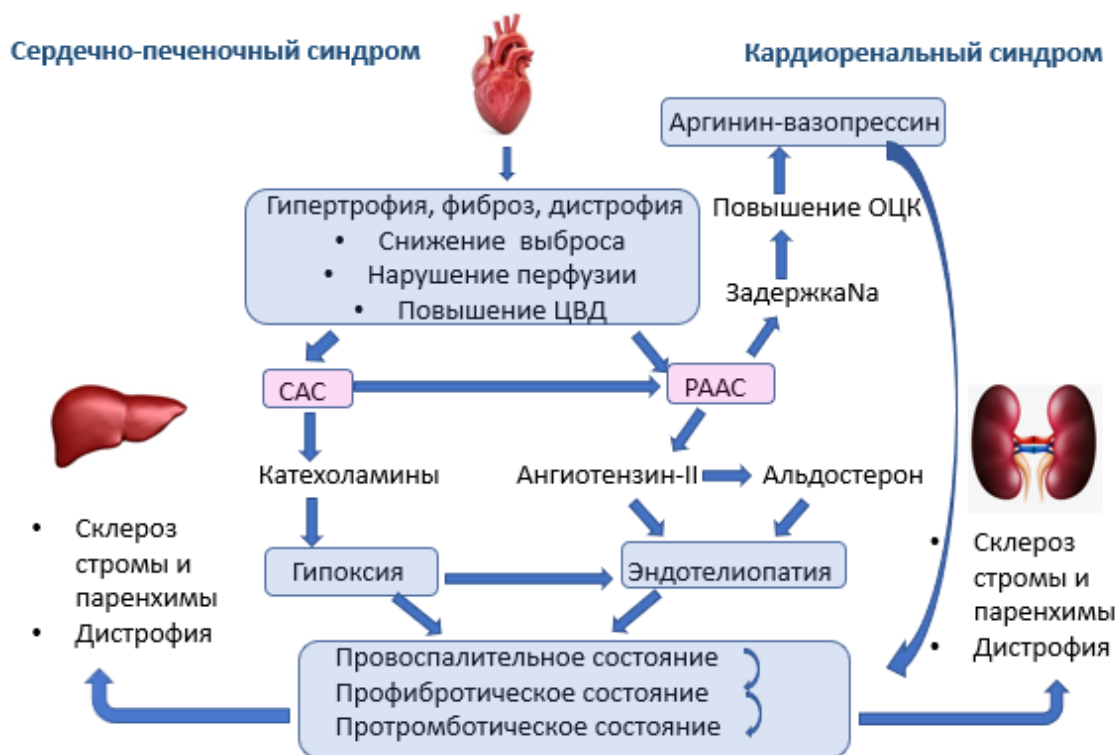 Сердечно-печеночный синдром
Кардиоренальный синдром
Аргинин-вазопрессин
Гипертрофия, фиброз, дистрофия
• Снижение выброса
• Нарушение перфузии
• Повышение ЦВД
Повышение ОЦК
ЗадержкаNa
САС
РААС
Катехоламины
Ангиотензин-II
Альдостерон
• Склероз
стромы и
паренхимы
• Дистрофия
Гипоксия
Эндотелиопатия
• Склероз
стромы и
паренхимы
• Дистрофия
Провоспалительное состояние
Профибротическое состояние
Протромботическое состояние